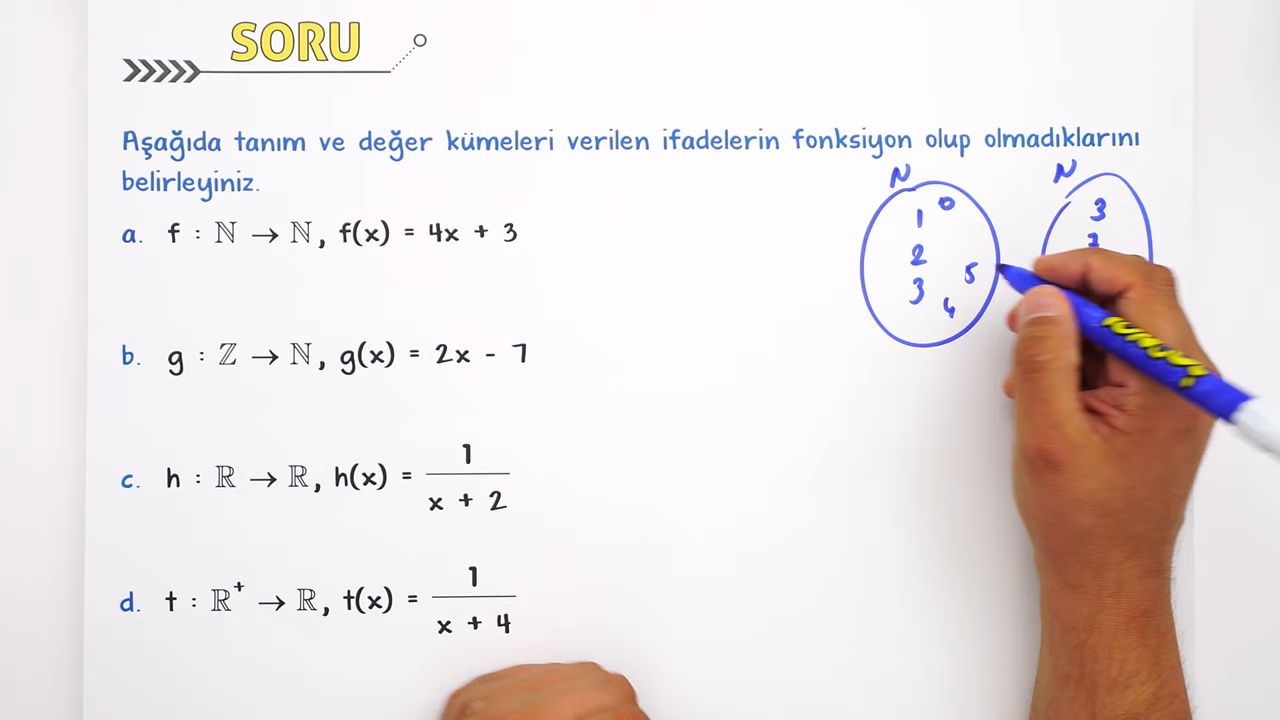 SORU
Aşağıda tanım ve değer kümeleri verilen ifadelerin fonksiyon olup olmadıklarını
belirleyiniz.
a. f : ℕ → ℕ, f(x) = 4x + 3
b. g : ℤ → ℕ, g(x) = 2x - 7
c. h : ℝ → ℝ, h(x) = 1 / (x + 2)
d. t : ℝ⁺ → ℝ, t(x) = 1 / (x + 4)
N
1 0
2
5
3
4
N
3